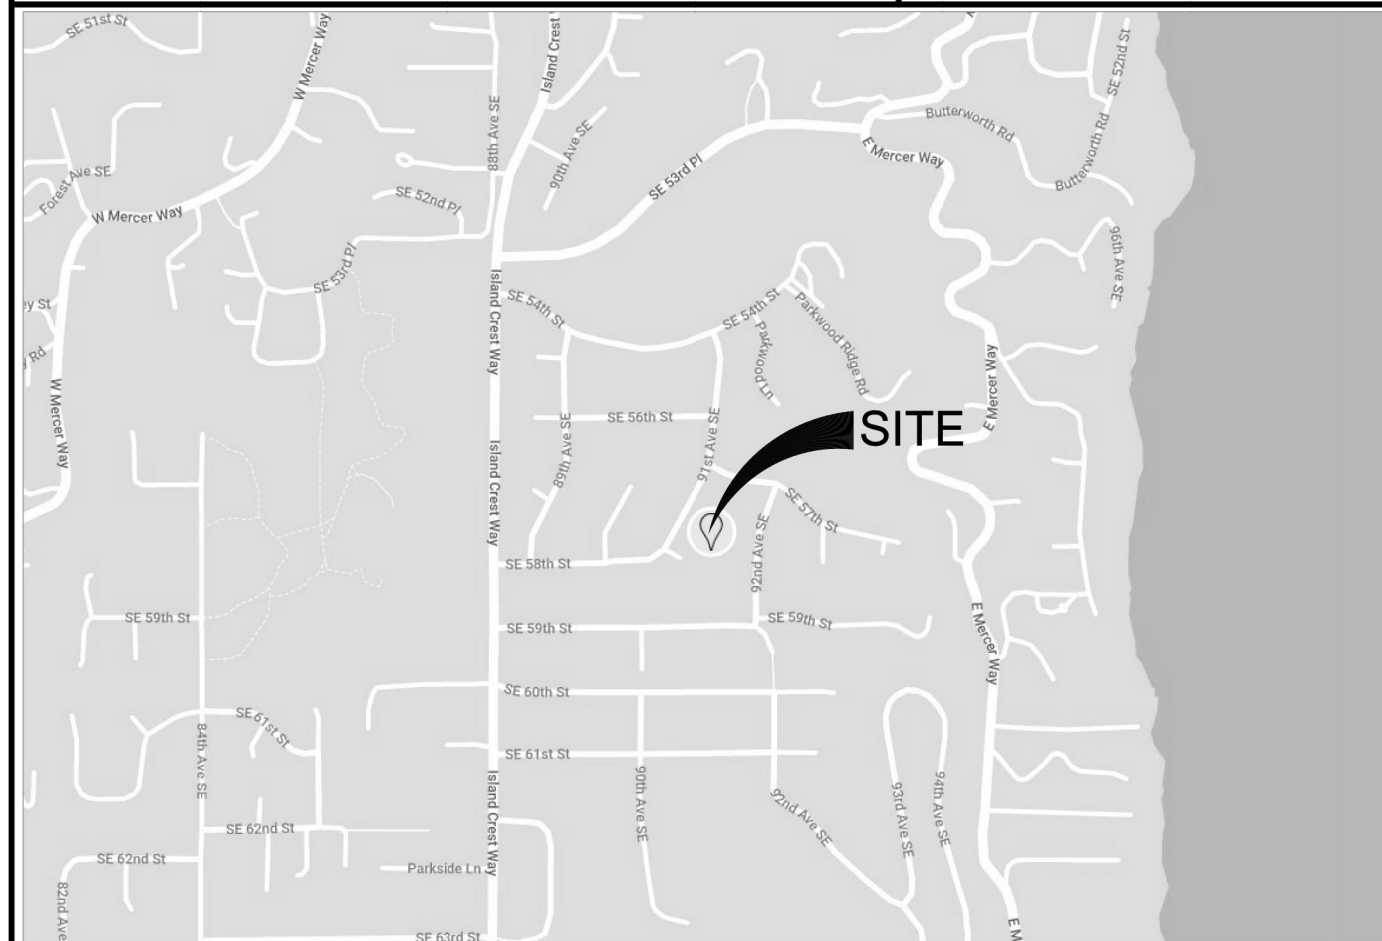 SE 51st St
W Mercer Way
Island Crest
SE 52nd St
88th Ave SE
90th Ave SE
Butterworth Rd
Butterworth Rd
E Mercer Way
Forest Ave SE
SE 53rd Pl
SE 52nd Pl
W Mercer Way
SE 53rd Pl
96th Ave SE
ey St
Island Crest Way
SE 54th St
SE 54th St
Parkwood Ridge Rd
Parkwood Ln
y Rd
W Mercer Way
E Mercer Way
SE 56th St
89th Ave SE
91st Ave SE
SITE
Island Crest Way
SE 57th St
92nd Ave SE
SE 58th St
SE 59th St
SE 59th St
SE 59th St
E Mercer Way
SE 60th St
SE 61st St
84th Ave SE
SE 61st St
Island Crest Way
90th Ave SE
92nd Ave SE
93rd Ave SE
94th Ave SE
SE 62nd St
SE 62nd St
Parkside Ln
82nd Ave
SE 63rd St
E M